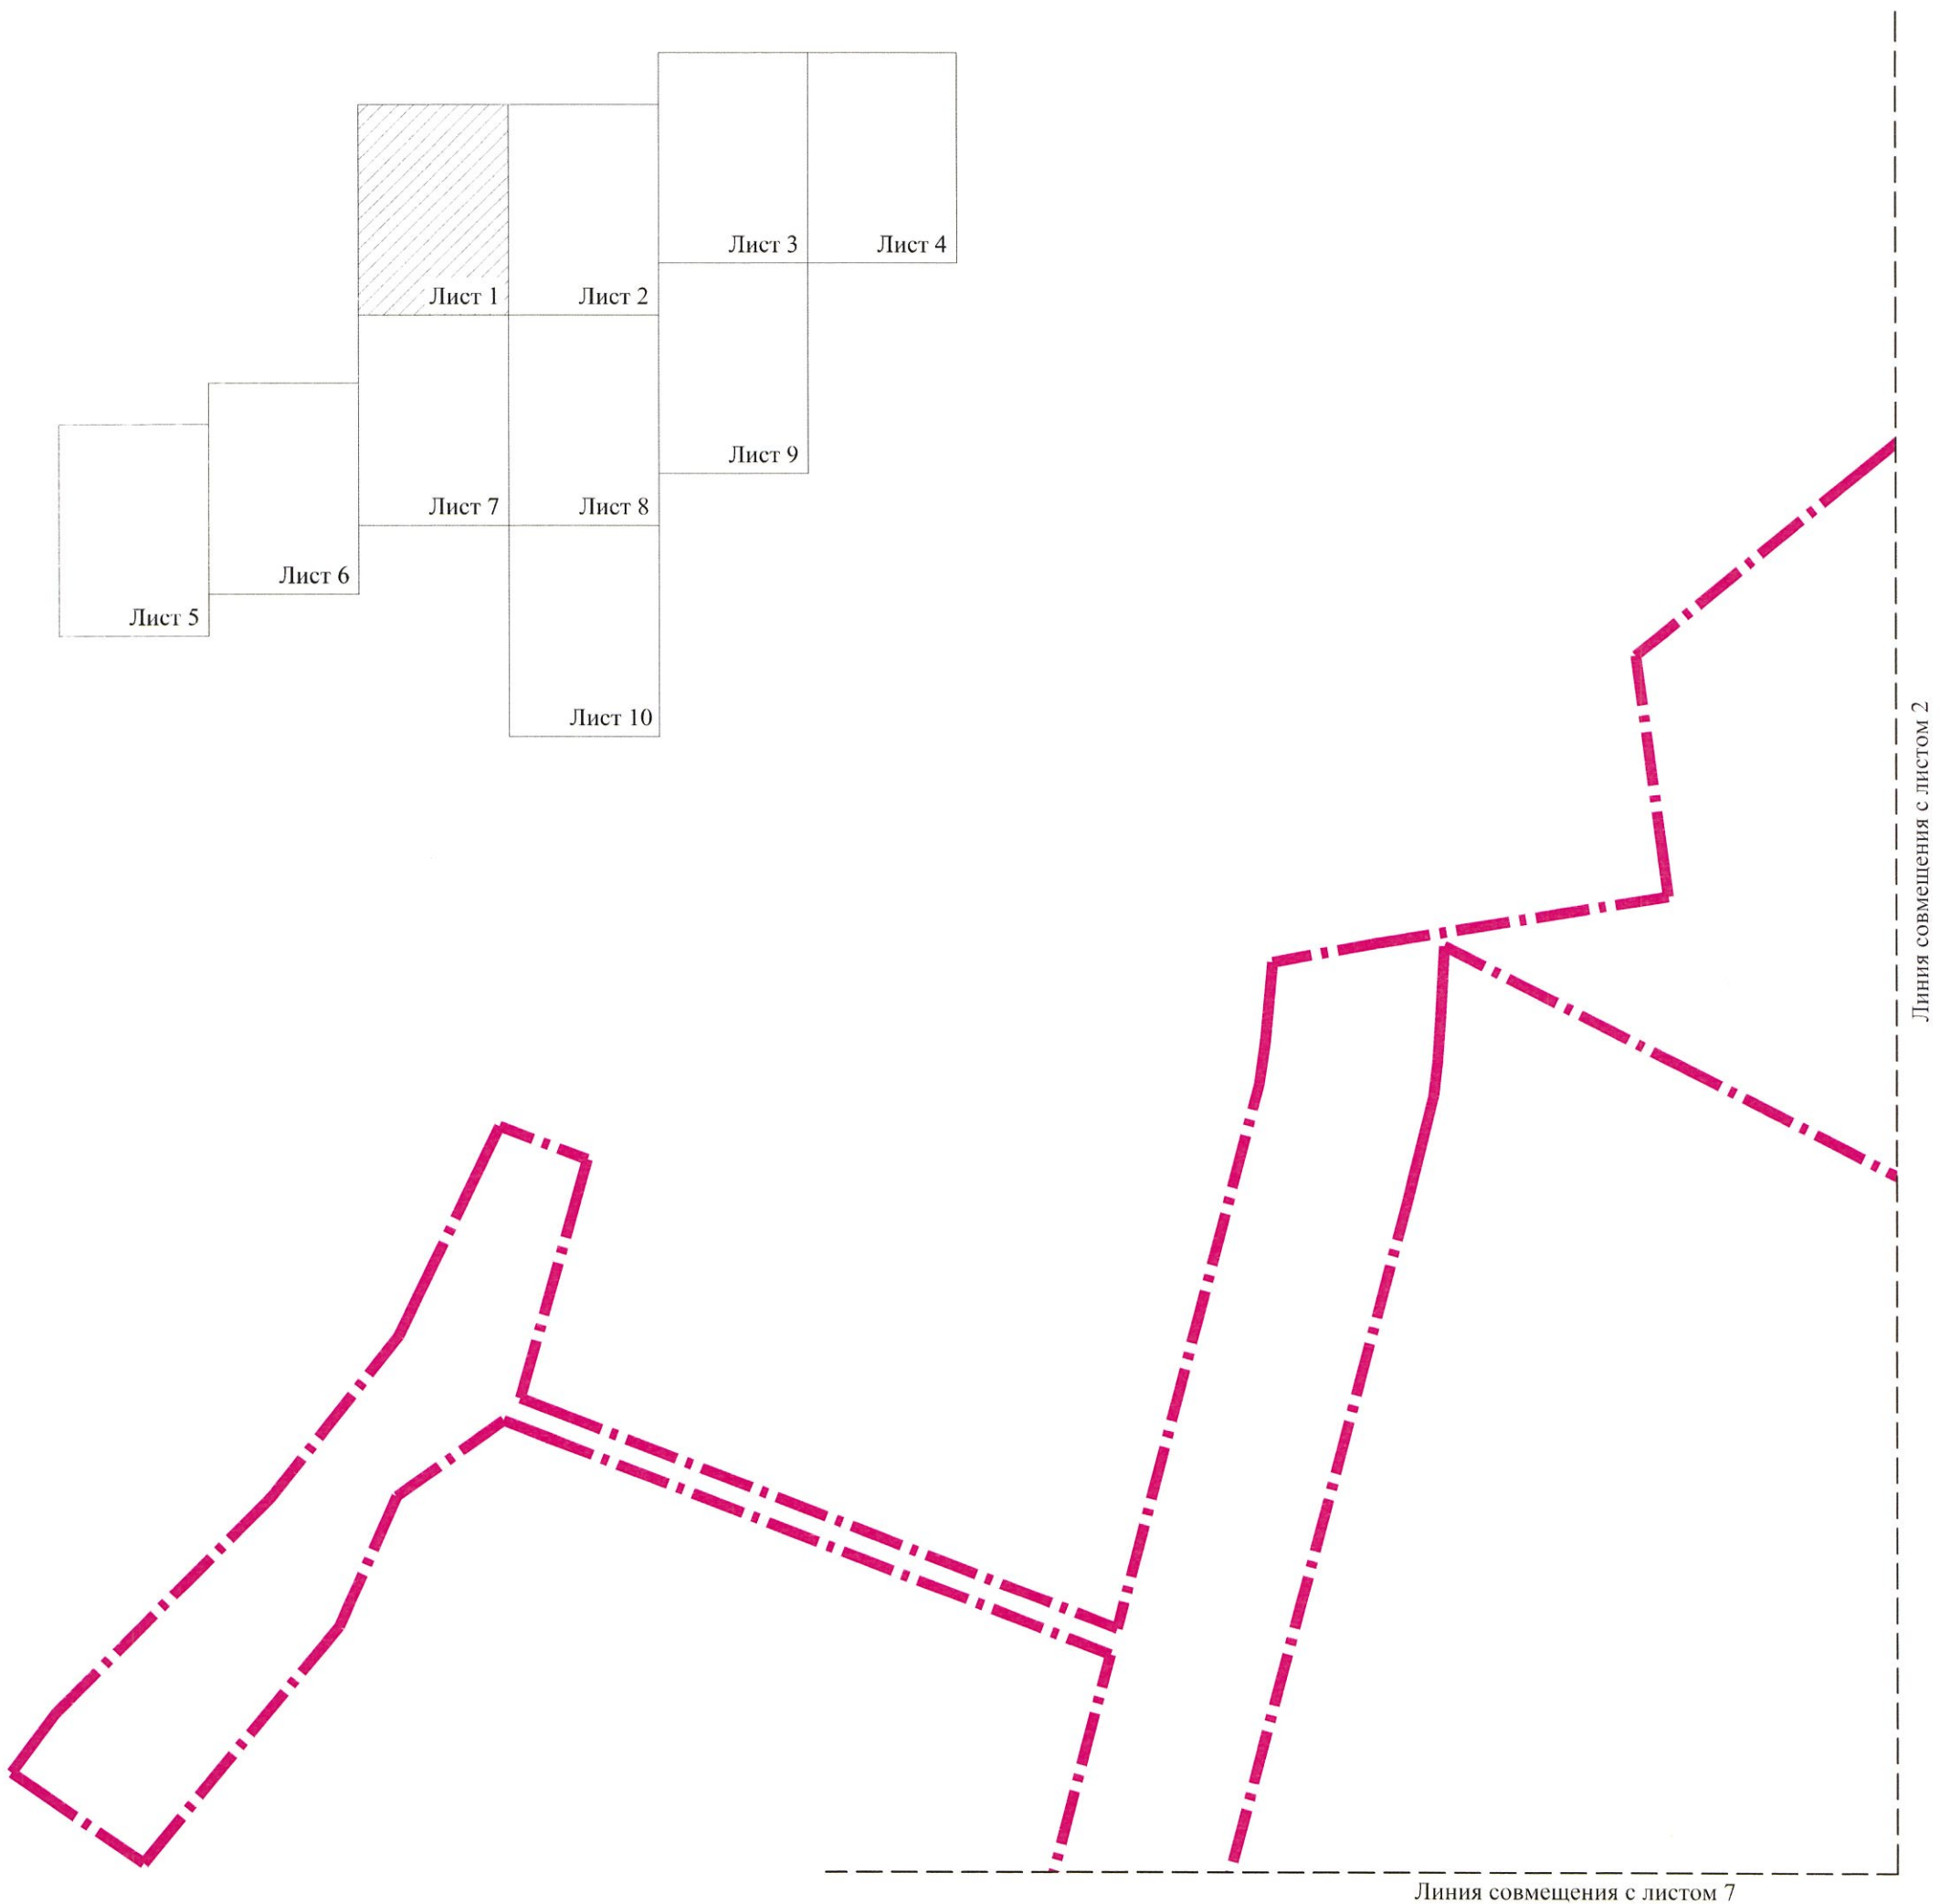 Лист 3
Лист 4
Лист 1
Лист 2
Лист 9
Лист 7
Лист 8
Лист 6
Лист 5
Лист 10
Линия совмещения с листом 2
Линия совмещения с листом 7